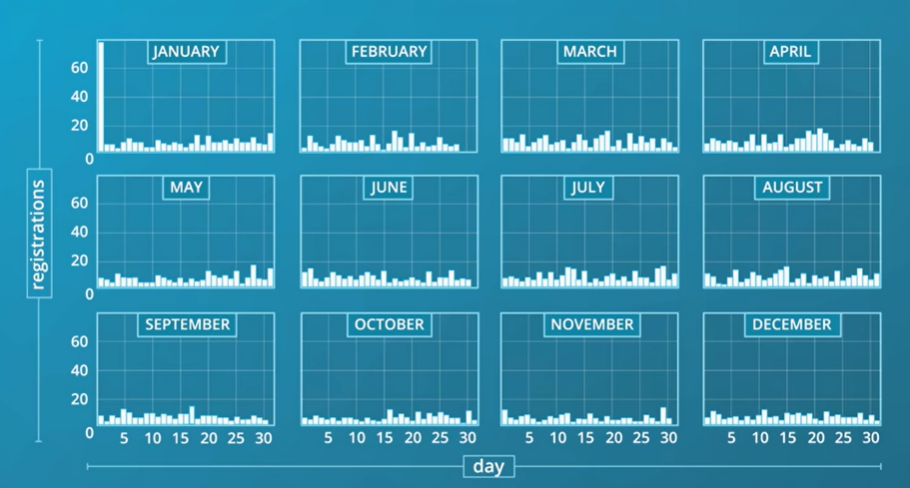 JANUARY FEBRUARY MARCH APRIL
60
40
20
0
MAY JUNE JULY AUGUST
60
40
20
0
registrations
SEPTEMBER OCTOBER NOVEMBER DECEMBER
60
40
20
0
5 10 15 20 25 30 5 10 15 20 25 30 5 10 15 20 25 30 5 10 15 20 25 30
day